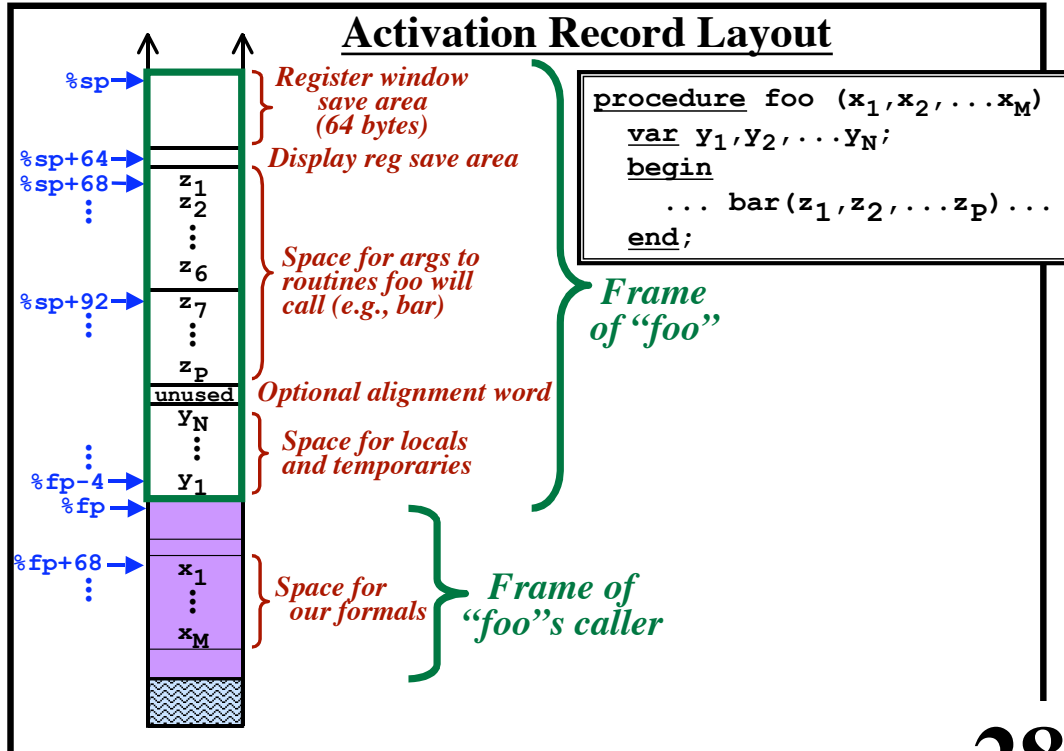 Activation Record Layout
%sp
Register window
save area
(64 bytes)
%sp+64
Display reg save area
%sp+68
z1
z2
z6
Space for args to
routines foo will
call (e.g., bar)
%sp+92
z7
zP
unused
Optional alignment word
yN
Space for locals
and temporaries
%fp-4
y1
%fp
%fp+68
x1
xM
Space for
our formals
Frame
of “foo”
Frame of
“foo”s caller
procedure foo (x1,x2,...xM)
var y1,y2,...yN;
begin
... bar(z1,z2,...zP)...
end;